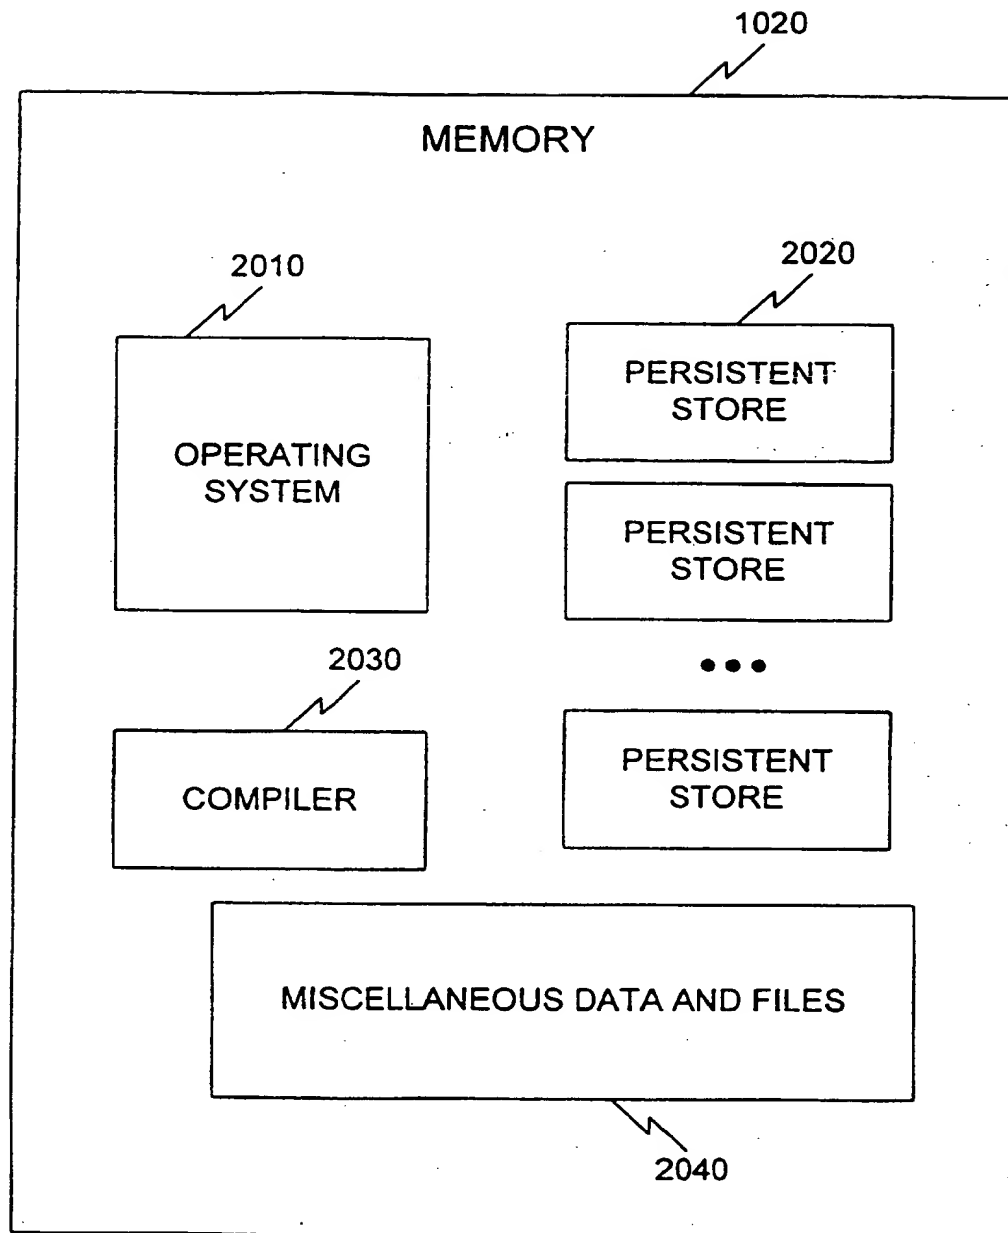 1020
MEMORY
2010
2020
OPERATING
SYSTEM
PERSISTENT
STORE
PERSISTENT
STORE
2030
COMPILER
PERSISTENT
STORE
MISCELLANEOUS DATA AND FILES
2040